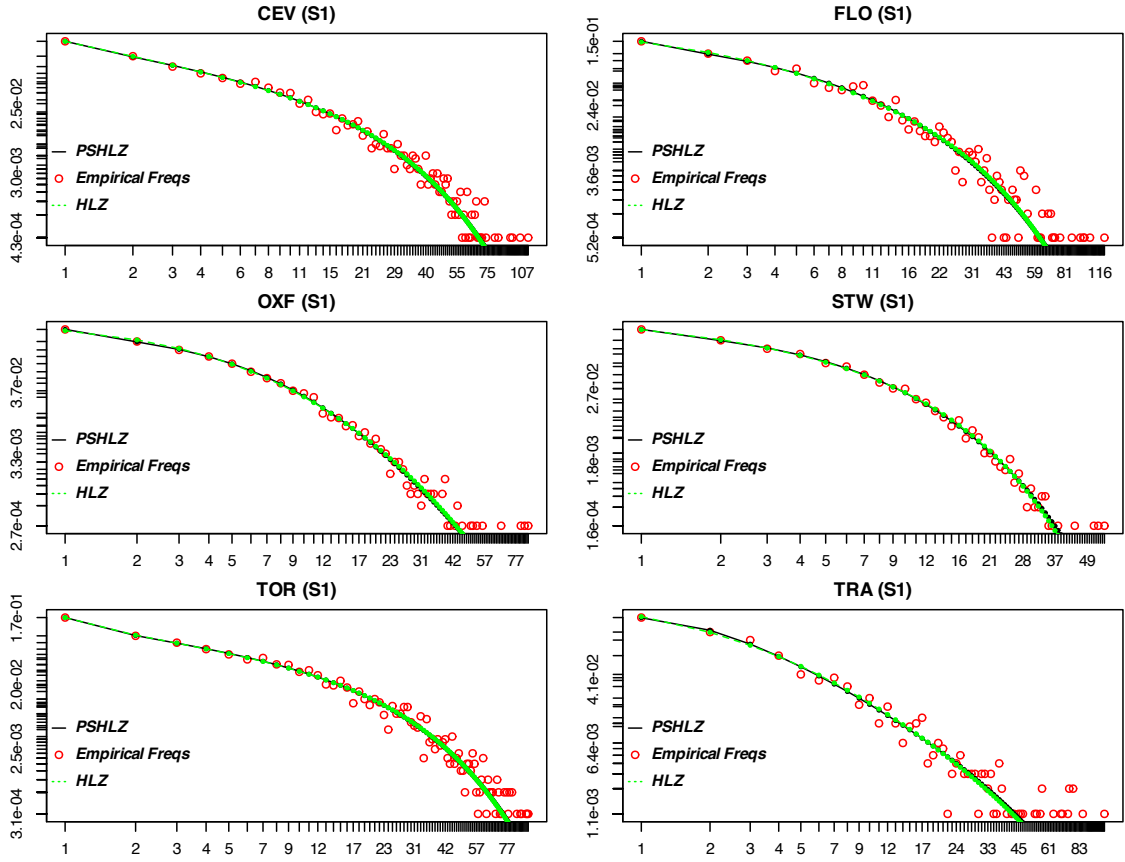 CEV (S1)
2.5e-02
3.0e-03
4.3e-04
PSHLZ
Empirical Freqs
HLZ
1 2 3 4 6 8 11 15 21 29 40 55 75 107
FLO (S1)
1.5e-01
2.4e-02
3.6e-03
5.2e-04
PSHLZ
Empirical Freqs
HLZ
1 2 3 4 6 8 11 16 22 31 43 59 81 116
OXF (S1)
3.7e-02
3.3e-03
2.7e-04
PSHLZ
Empirical Freqs
HLZ
1 2 3 4 5 7 9 12 17 23 31 42 57 77
STW (S1)
2.7e-02
1.8e-03
1.6e-04
PSHLZ
Empirical Freqs
HLZ
1 2 3 4 5 7 9 12 16 21 28 37 49
TOR (S1)
1.7e-01
2.0e-02
2.5e-03
3.1e-04
PSHLZ
Empirical Freqs
HLZ
1 2 3 4 5 7 9 12 17 23 31 42 57 77
TRA (S1)
4.1e-02
6.4e-03
1.1e-03
PSHLZ
Empirical Freqs
HLZ
1 2 3 4 5 7 9 12 17 24 33 45 61 83